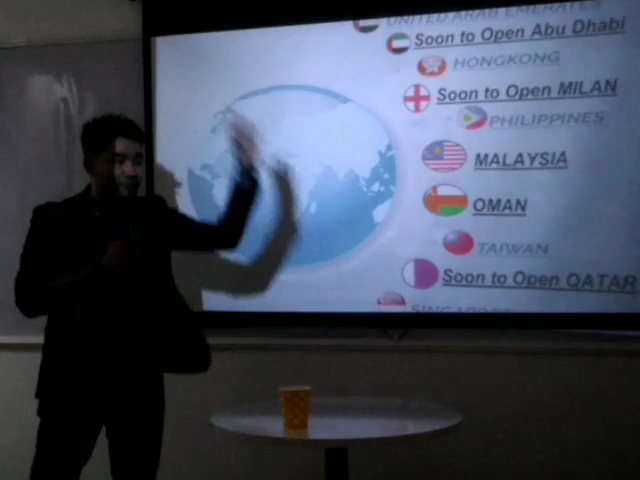 UNITED ARAB EMIRATES
Soon to Open Abu Dhabi
HONGKONG
Soon to Open MILAN
PHILIPPINES
MALAYSIA
OMAN
TAIWAN
Soon to Open QATAR
SINGAPORE